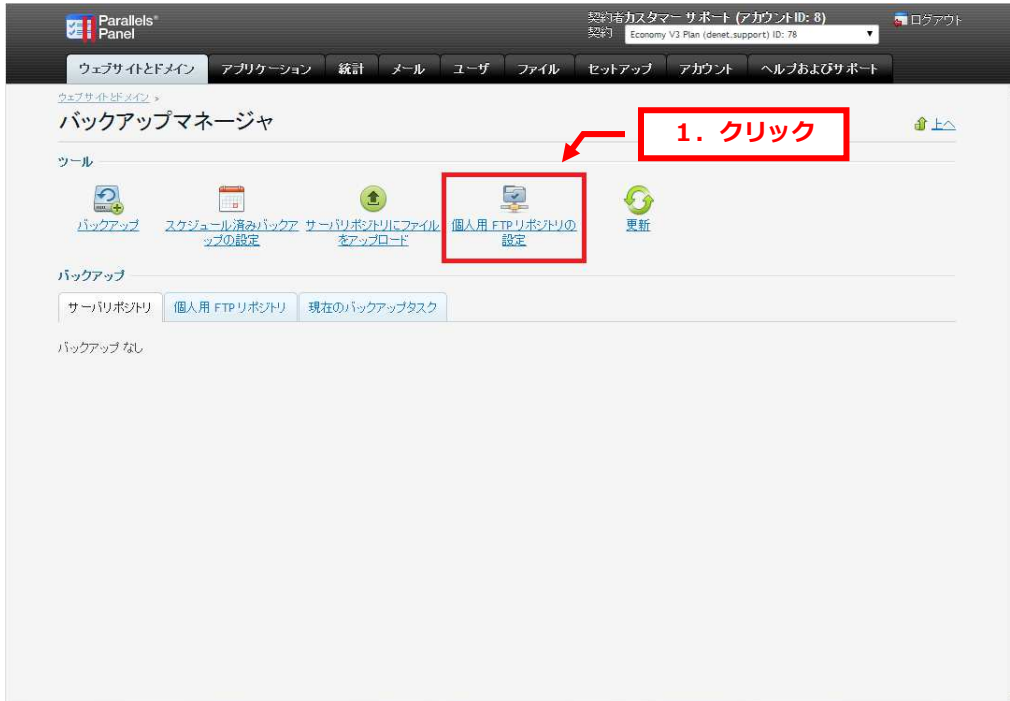 Parallels®
Panel
契約者カスタマー サポート (アカウントID: 8)
契約 Economy V3 Plan (denet.support) ID: 78
ログアウト
ウェブサイトとドメイン アプリケーション 統計 メール ユーザ ファイル セットアップ アカウント ヘルプおよびサポート
ウェブサイトとドメイン >
バックアップマネージャ
上へ
1．クリック
ツール
バックアップ
スケジュール済みバックア
ップの設定
サーバリポジトリにファイル
をアップロード
個人用 FTP リポジトリの
設定
更新
バックアップ
サーバリポジトリ 個人用 FTP リポジトリ 現在のバックアップタスク
バックアップ なし